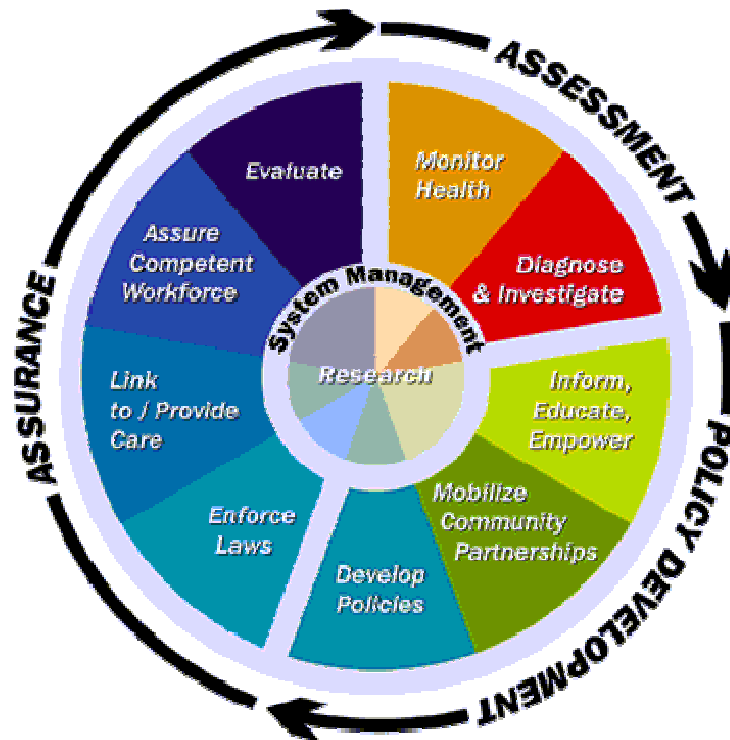 ASSESSMENT
POLICY DEVELOPMENT
ASSURANCE
Monitor
Health
Diagnose
& Investigate
Inform,
Educate,
Empower
Mobilize
Community
Partnerships
Develop
Policies
Enforce
Laws
Link
to / Provide
Care
Assure
Competent
Workforce
Evaluate
System Management
Research